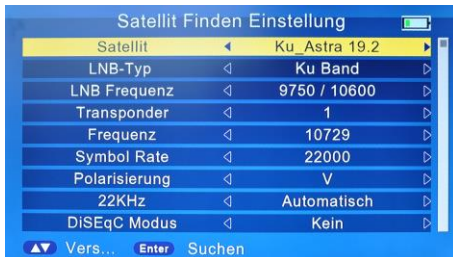 Satellit Finden Einstellung
Satellit Ku_Astra 19.2
LNB-Typ Ku Band
LNB Frequenz 9750 / 10600
Transponder 1
Frequenz 10729
Symbol Rate 22000
Polarisierung V
22KHz Automatisch
DiSEqC Modus Kein
Vers... Enter Suchen